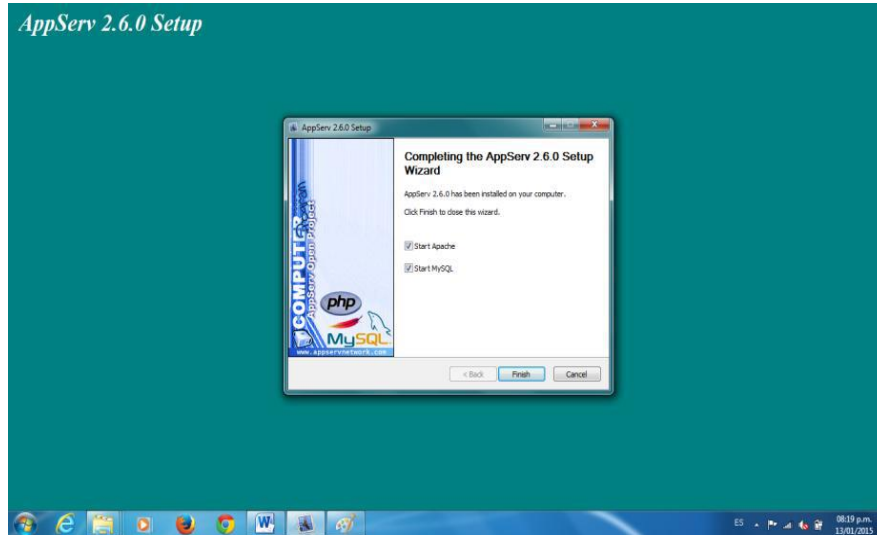 AppServ 2.6.0 Setup
AppServ 2.6.0 Setup
Completing the AppServ 2.6.0 Setup
Wizard
AppServ 2.6.0 has been installed on your computer.
Click Finish to close this wizard.
Start Apache
Start MySQL
COMPUTER Program
AppServ Open Project
php
MySQL
www.appservnetwork.com
< Back
Finish
Cancel
ES
08:19 p.m.
13/01/2015